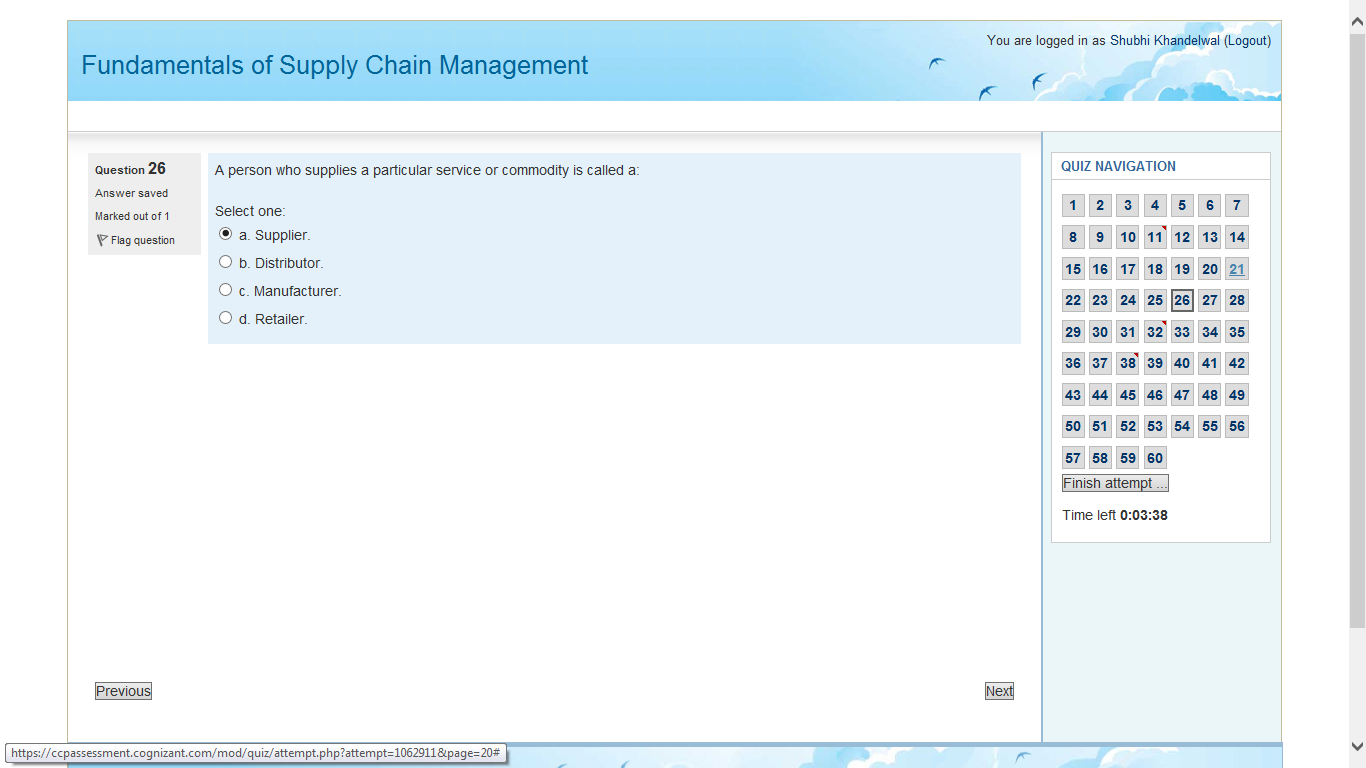 You are logged in as Shubhi Khandelwal (Logout)
Fundamentals of Supply Chain Management
Question 26
Answer saved
Marked out of 1
Flag question
A person who supplies a particular service or commodity is called a:
Select one:
a. Supplier.
b. Distributor.
c. Manufacturer.
d. Retailer.
QUIZ NAVIGATION
1 2 3 4 5 6 7
8 9 10 11 12 13 14
15 16 17 18 19 20 21
22 23 24 25 26 27 28
29 30 31 32 33 34 35
36 37 38 39 40 41 42
43 44 45 46 47 48 49
50 51 52 53 54 55 56
57 58 59 60
Finish attempt ...
Time left 0:03:38
Previous
Next
https://ccpassessment.cognizant.com/mod/quiz/attempt.php?attempt=1062911&page=20#